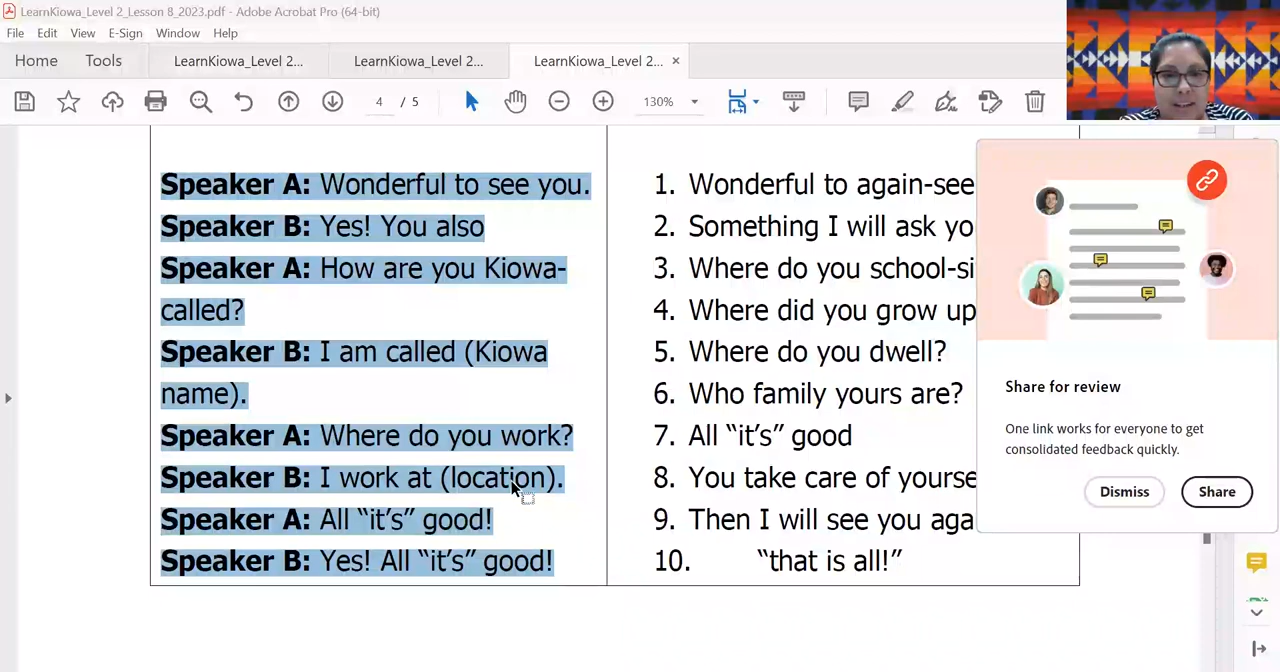 LearnKiowa_Level 2_Lesson 8_2023.pdf - Adobe Acrobat Pro (64-bit)
File Edit View E-Sign Window Help
Home Tools LearnKiowa_Level 2... LearnKiowa_Level 2... LearnKiowa_Level 2... ×
4 / 5 130%
Speaker A: Wonderful to see you.
Speaker B: Yes! You also
Speaker A: How are you Kiowa-
called?
Speaker B: I am called (Kiowa
name).
Speaker A: Where do you work?
Speaker B: I work at (location).
Speaker A: All “it’s” good!
Speaker B: Yes! All “it’s” good!
1. Wonderful to again-see
2. Something I will ask yo
3. Where do you school-si
4. Where did you grow up
5. Where do you dwell?
6. Who family yours are?
7. All “it’s” good
8. You take care of yourse
9. Then I will see you aga
10. “that is all!”
Share for review
One link works for everyone to get
consolidated feedback quickly.
Dismiss Share